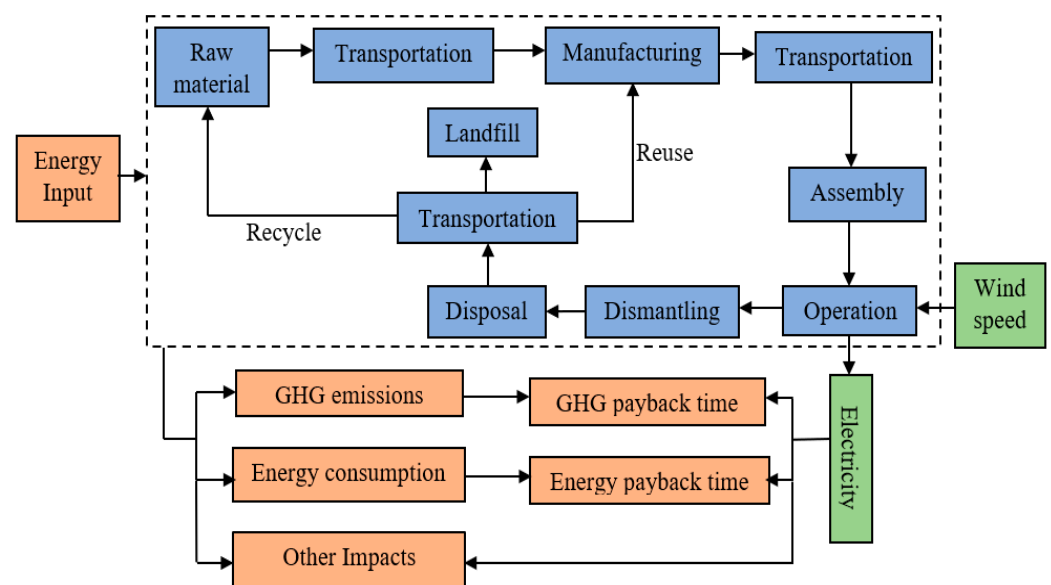 Raw
material
Transportation
Manufacturing
Transportation
Landfill
Reuse
Energy
Input
Assembly
Transportation
Recycle
Wind
speed
Disposal
Dismantling
Operation
GHG emissions
GHG payback time
Electricity
Energy consumption
Energy payback time
Other Impacts